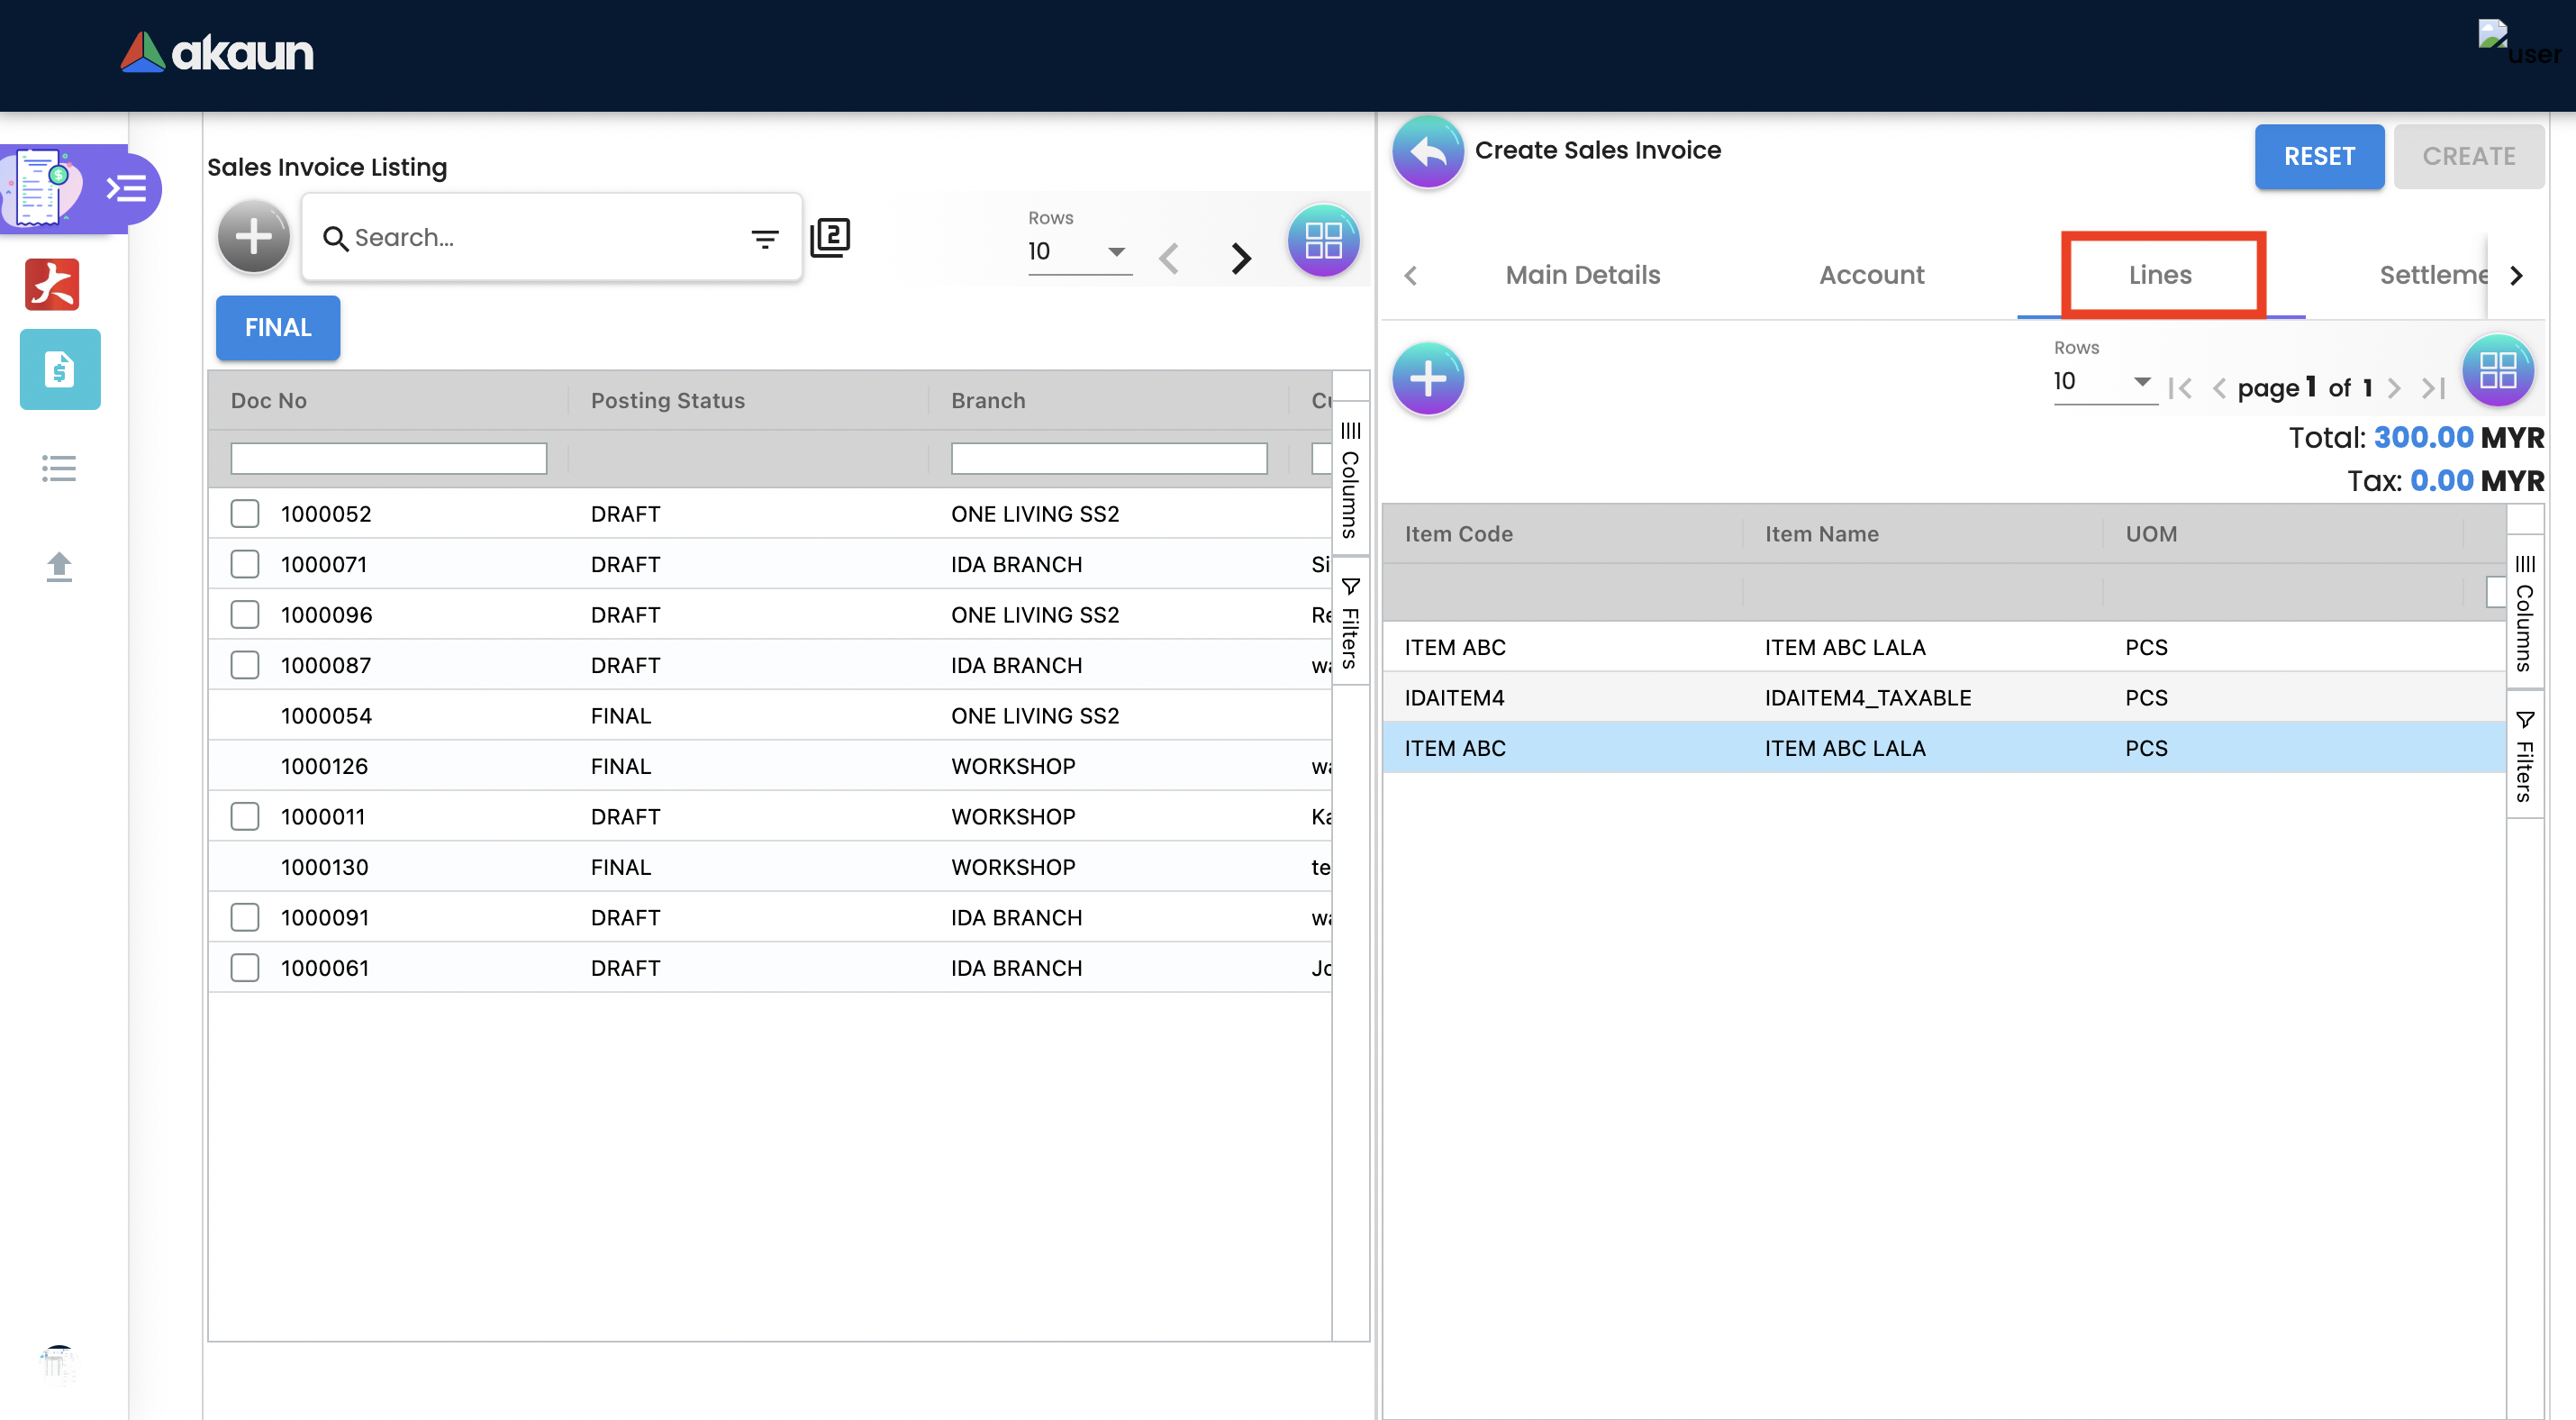 akaun
user
Sales Invoice Listing
Search...
2
Rows
10
FINAL
Doc No Posting Status Branch
1000052 DRAFT ONE LIVING SS2
1000071 DRAFT IDA BRANCH Si
1000096 DRAFT ONE LIVING SS2 Re
1000087 DRAFT IDA BRANCH wa
1000054 FINAL ONE LIVING SS2
1000126 FINAL WORKSHOP wa
1000011 DRAFT WORKSHOP Ka
1000130 FINAL WORKSHOP te
1000091 DRAFT IDA BRANCH wa
1000061 DRAFT IDA BRANCH Jo
Columns
Filters
Create Sales Invoice
RESET CREATE
Main Details Account Lines Settleme
Rows
10
page 1 of 1
Total: 300.00 MYR
Tax: 0.00 MYR
Item Code Item Name UOM
ITEM ABC ITEM ABC LALA PCS
IDAITEM4 IDAITEM4_TAXABLE PCS
ITEM ABC ITEM ABC LALA PCS
Columns
Filters